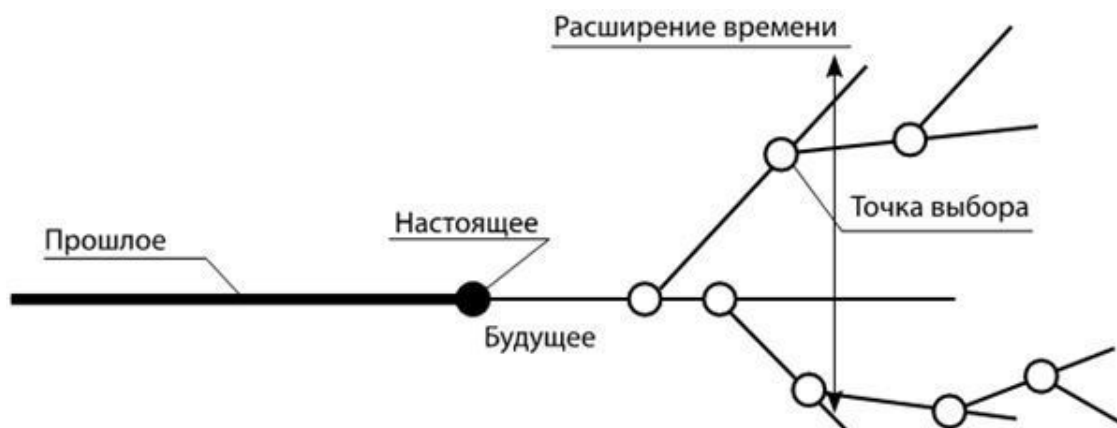 Расширение времени
Точка выбора
Настоящее
Прошлое
Будущее